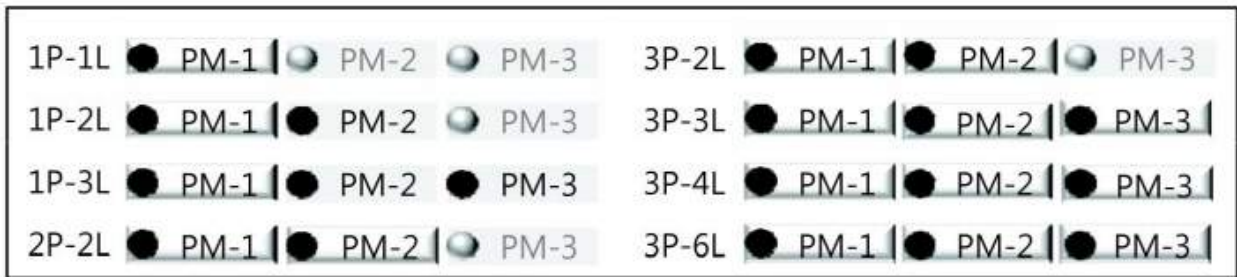 1P-1L PM-1 PM-2 PM-3
1P-2L PM-1 PM-2 PM-3
1P-3L PM-1 PM-2 PM-3
2P-2L PM-1 PM-2 PM-3
3P-2L PM-1 PM-2 PM-3
3P-3L PM-1 PM-2 PM-3
3P-4L PM-1 PM-2 PM-3
3P-6L PM-1 PM-2 PM-3